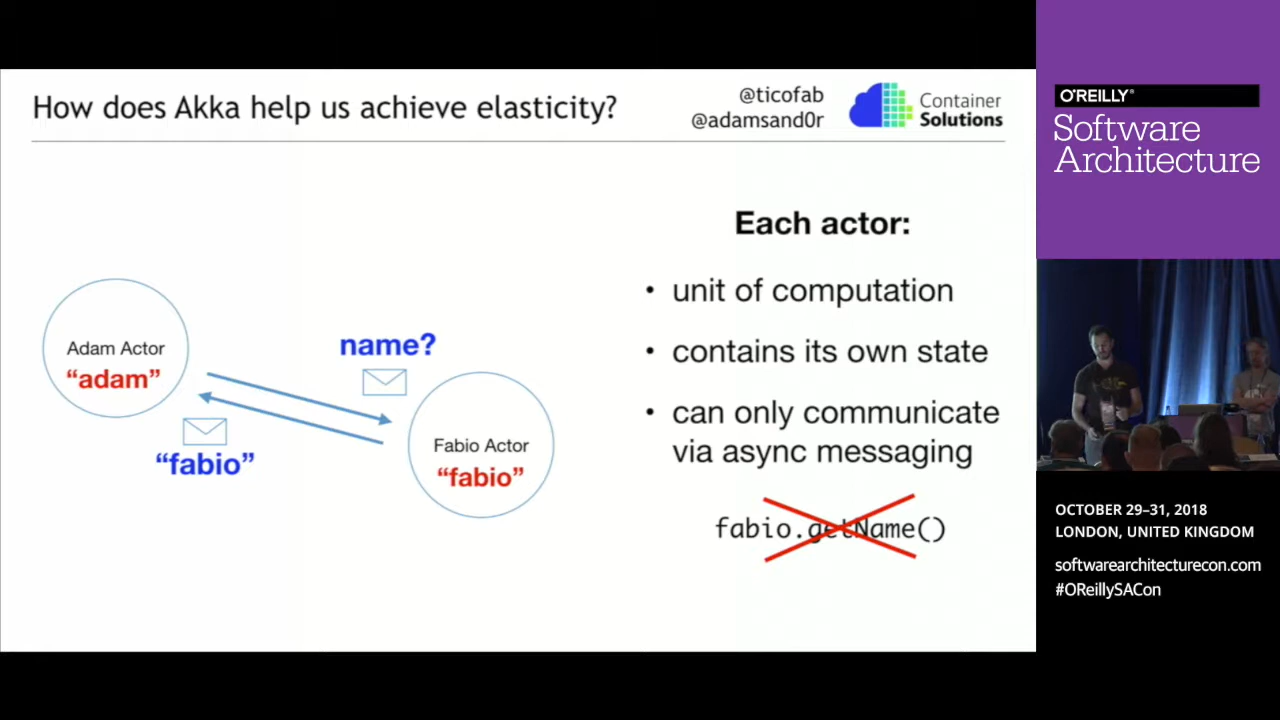 How does Akka help us achieve elasticity?
@ticofab
@adamsand0r
Container
Solutions
Each actor:
• unit of computation
• contains its own state
• can only communicate
via async messaging
fabio.getName()
Adam Actor
“adam”
name?
“fabio”
Fabio Actor
“fabio”
O'REILLY®
Software
Architecture
OCTOBER 29–31, 2018
LONDON, UNITED KINGDOM
softwarearchitecturecon.com
#OReillySACon